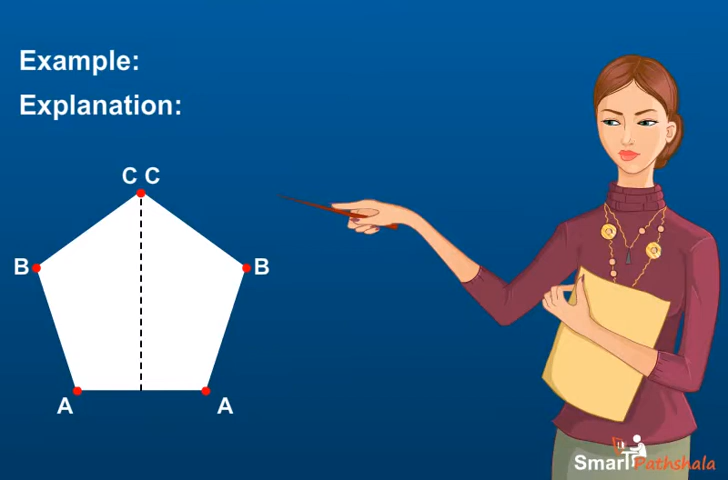 Example:
Explanation:
C C
B B
A A
SmartPathshala